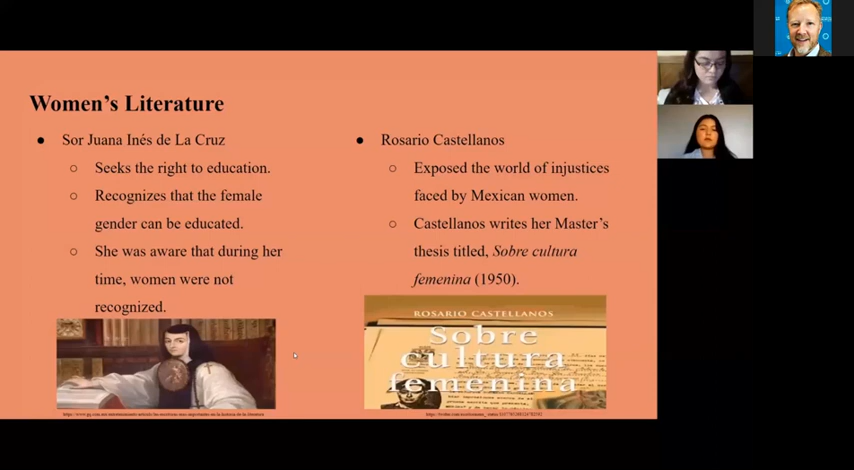 Women's Literature
● Sor Juana Inés de La Cruz
○ Seeks the right to education.
○ Recognizes that the female
gender can be educated.
○ She was aware that during her
time, women were not
recognized.
● Rosario Castellanos
○ Exposed the world of injustices
faced by Mexican women.
○ Castellanos writes her Master's
thesis titled, Sobre cultura
femenina (1950).
ROSARIO CASTELLANOS
Sobre
cultura
femenina